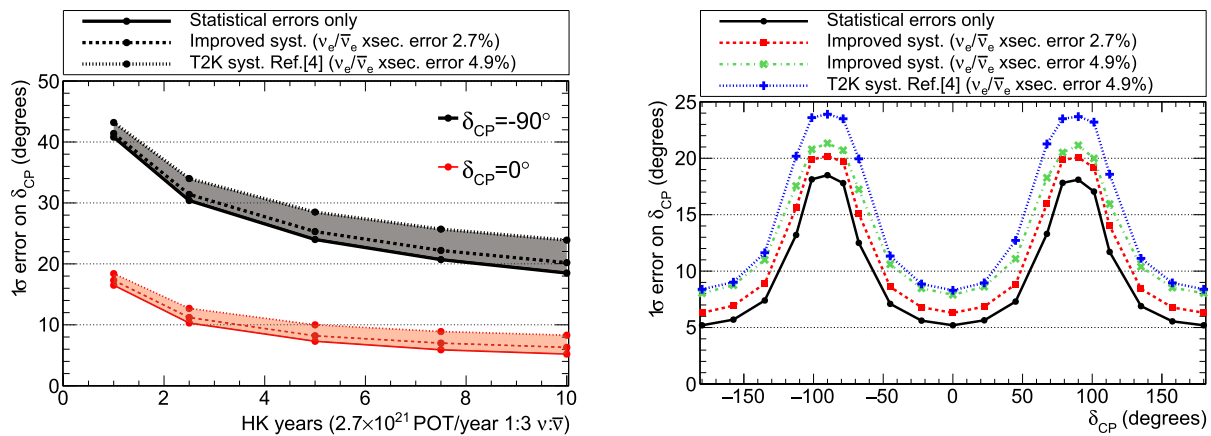 Statistical errors only
Improved syst. (νe/ν̅e xsec. error 2.7%)
T2K syst. Ref.[4] (νe/ν̅e xsec. error 4.9%)
50
40
30
20
10
0
1σ error on δCP (degrees)
δCP=-90°
δCP=0°
0 2 4 6 8 10
HK years (2.7×10²¹ POT/year 1:3 ν:ν̅)
Statistical errors only
Improved syst. (νe/ν̅e xsec. error 2.7%)
Improved syst. (νe/ν̅e xsec. error 4.9%)
T2K syst. Ref.[4] (νe/ν̅e xsec. error 4.9%)
25
20
15
10
5
0
1σ error on δCP (degrees)
−150 −100 −50 0 50 100 150
δCP (degrees)